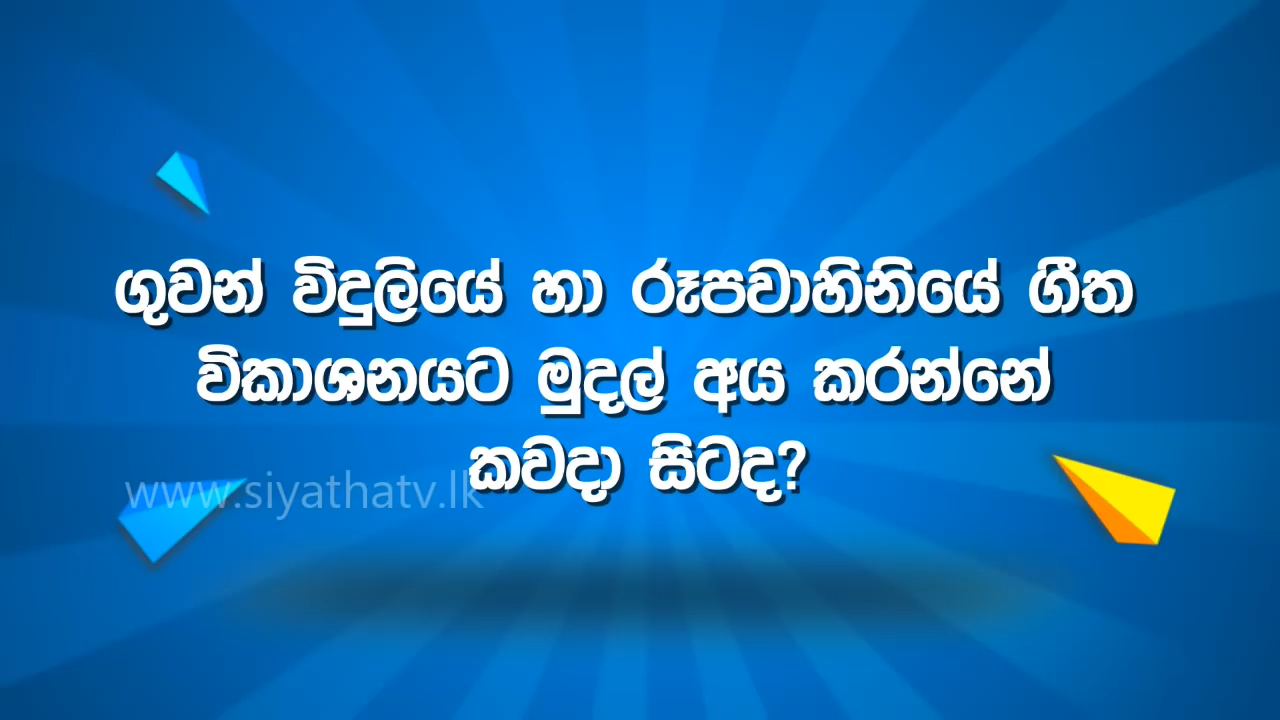 ගුවන් විදුලියේ හා රූපවාහිනියේ ගීත
විකාශනයට මුදල් අය කරන්නේ
කවදා සිටද?
www.siyathatv.lk